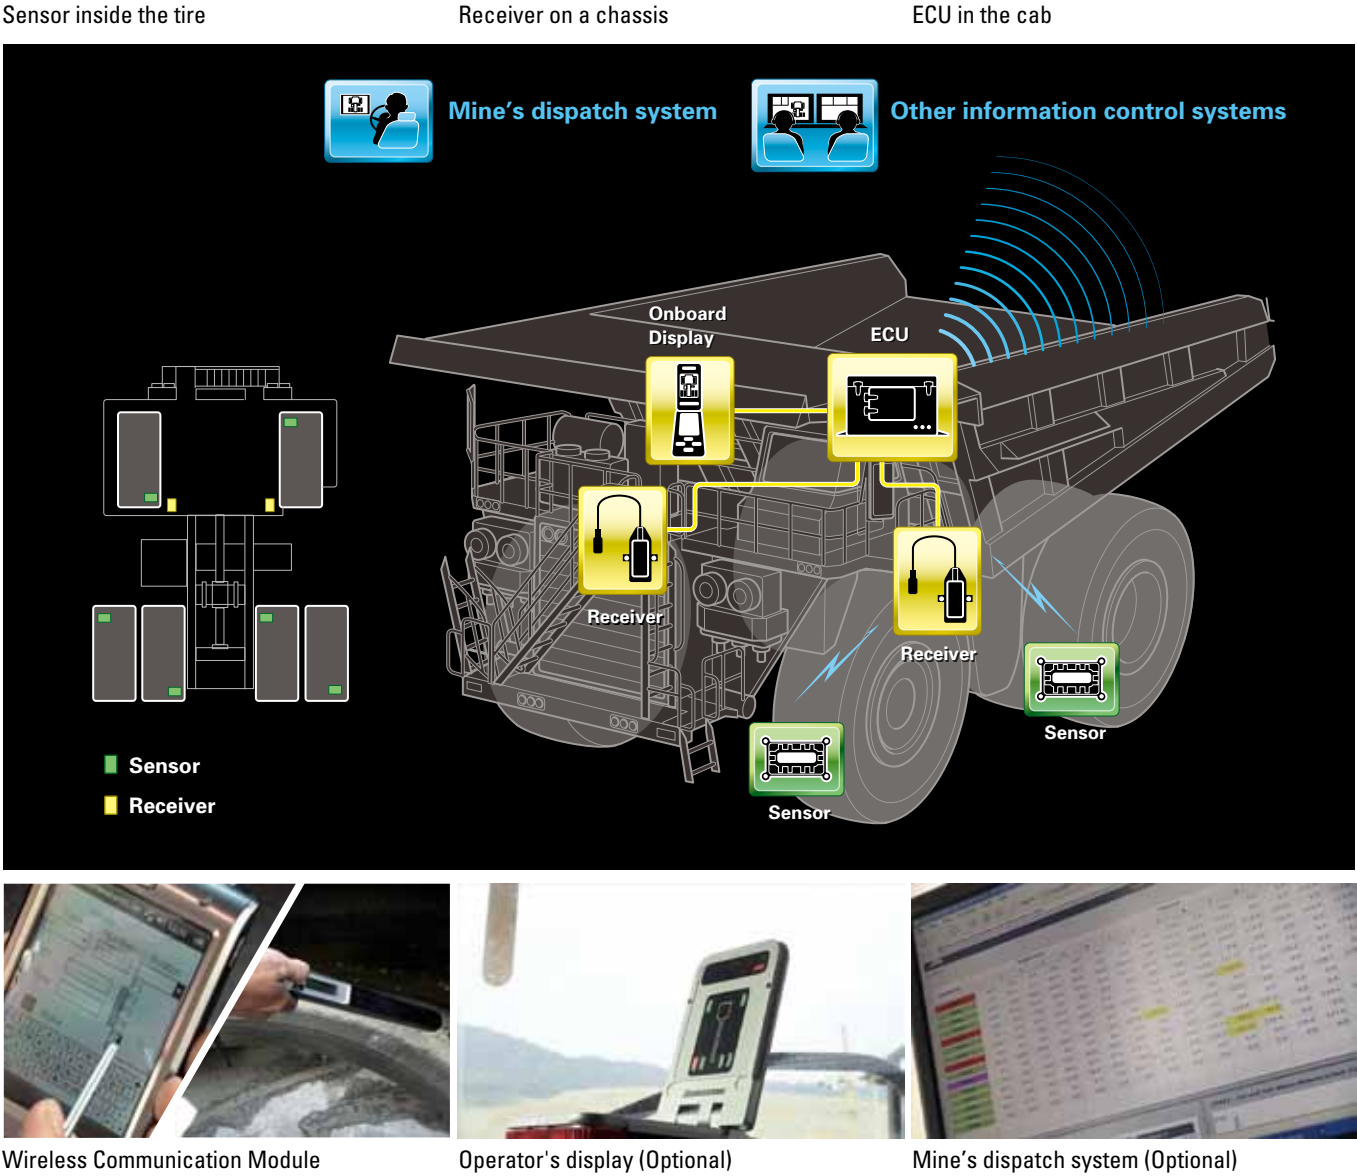 Sensor inside the tire
Receiver on a chassis
ECU in the cab
Mine's dispatch system
Other information control systems
Onboard
Display
ECU
Receiver
Receiver
Sensor
Sensor
Sensor
Receiver
Wireless Communication Module
Operator's display (Optional)
Mine's dispatch system (Optional)